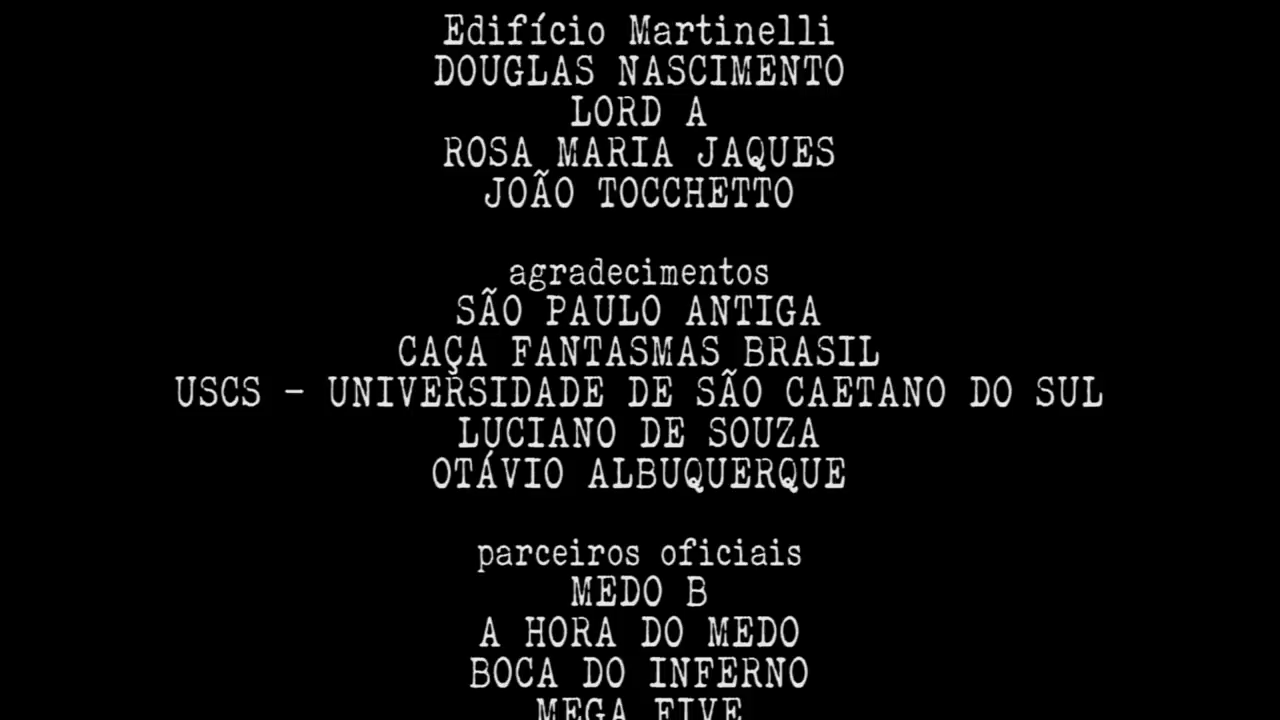 Edifício Martinelli
DOUGLAS NASCIMENTO
LORD A
ROSA MARIA JAQUES
JOÃO TOCCHETTO
agradecimentos
SÃO PAULO ANTIGA
CAÇA FANTASMAS BRASIL
USCS - UNIVERSIDADE DE SÃO CAETANO DO SUL
LUCIANO DE SOUZA
OTÁVIO ALBUQUERQUE
parceiros oficiais
MEDO B
A HORA DO MEDO
BOCA DO INFERNO
MEGA FIVE